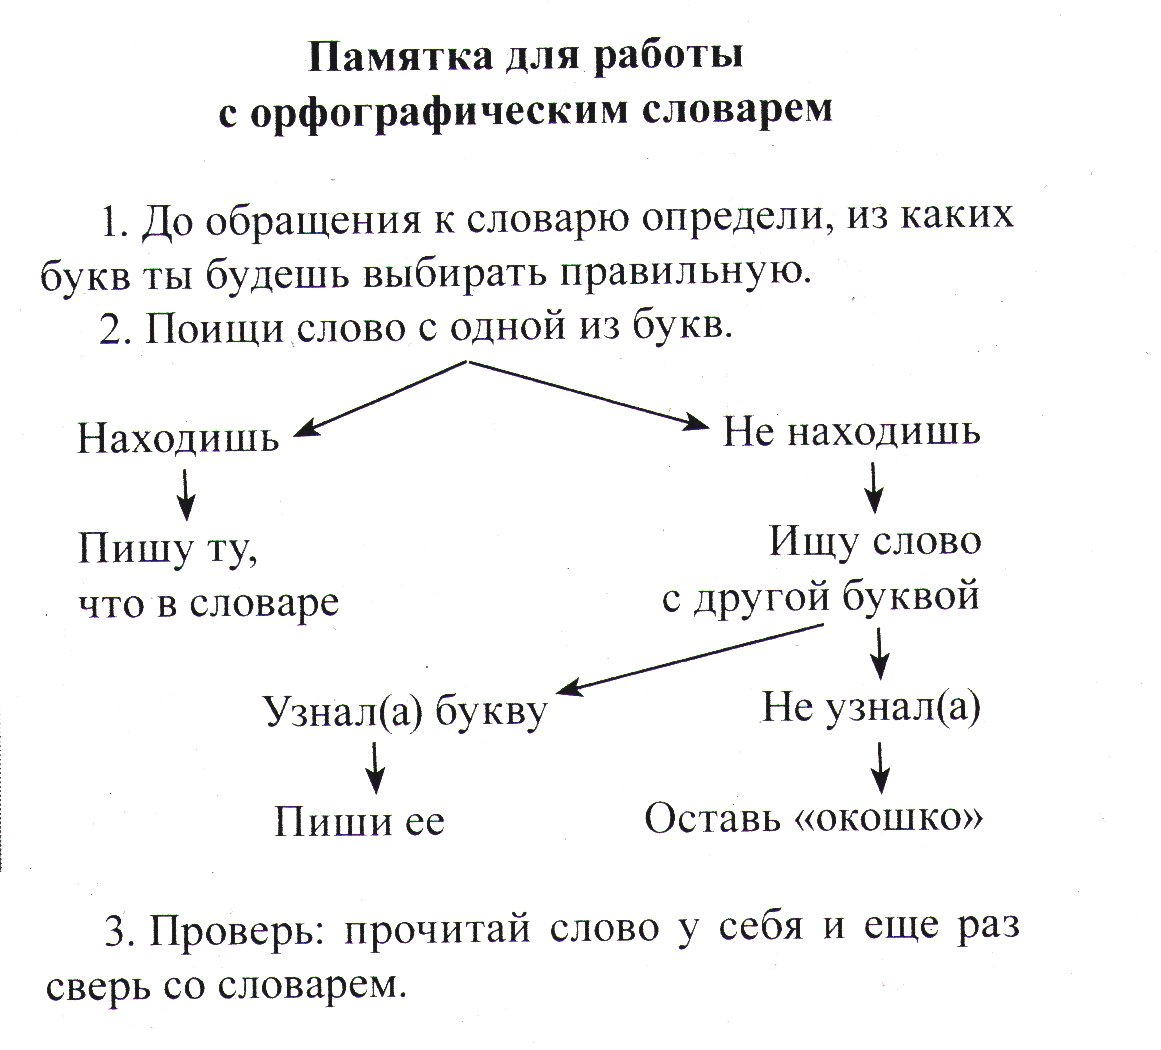 Памятка для работы
с орфографическим словарем
1. До обращения к словарю определи, из каких
букв ты будешь выбирать правильную.
2. Поищи слово с одной из букв.
Находишь
Не находишь
Пишу ту,
что в словаре
Ищу слово
с другой буквой
Узнал(а) букву
Не узнал(а)
Пиши ее
Оставь «окошко»
3. Проверь: прочитай слово у себя и еще раз
сверь со словарем.